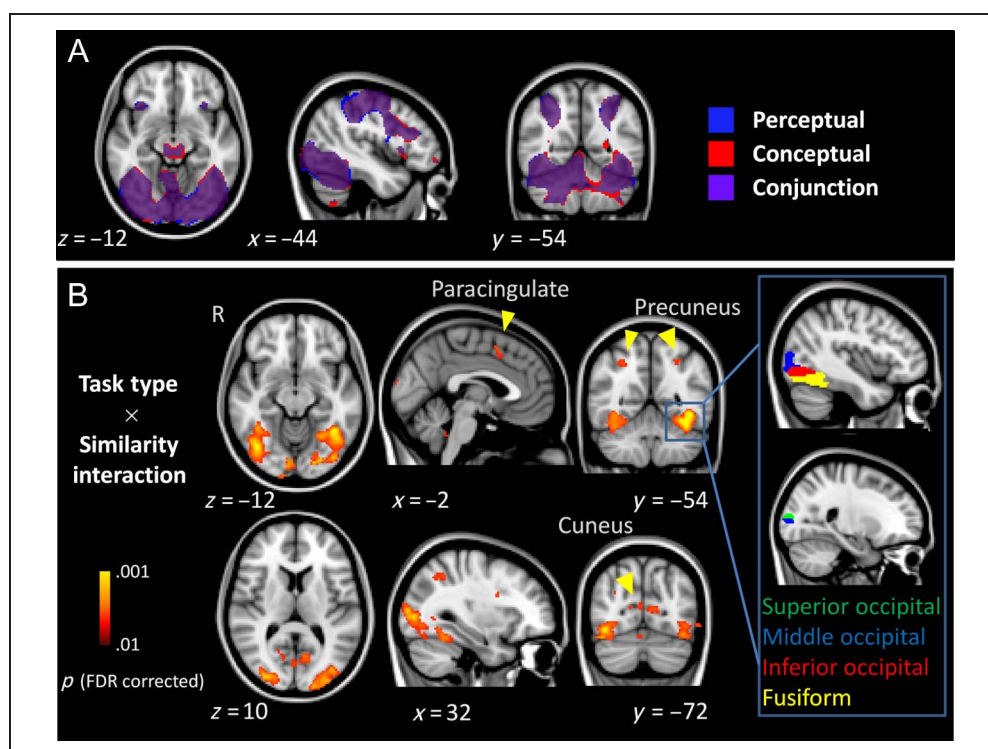 A
Perceptual
Conceptual
Conjunction
z = −12
x = −44
y = −54
B
R
Paracingulate
Precuneus
Task type
×
Similarity
interaction
z = −12
x = −2
y = −54
Cuneus
.001
.01
p (FDR corrected)
z = 10
x = 32
y = −72
Superior occipital
Middle occipital
Inferior occipital
Fusiform